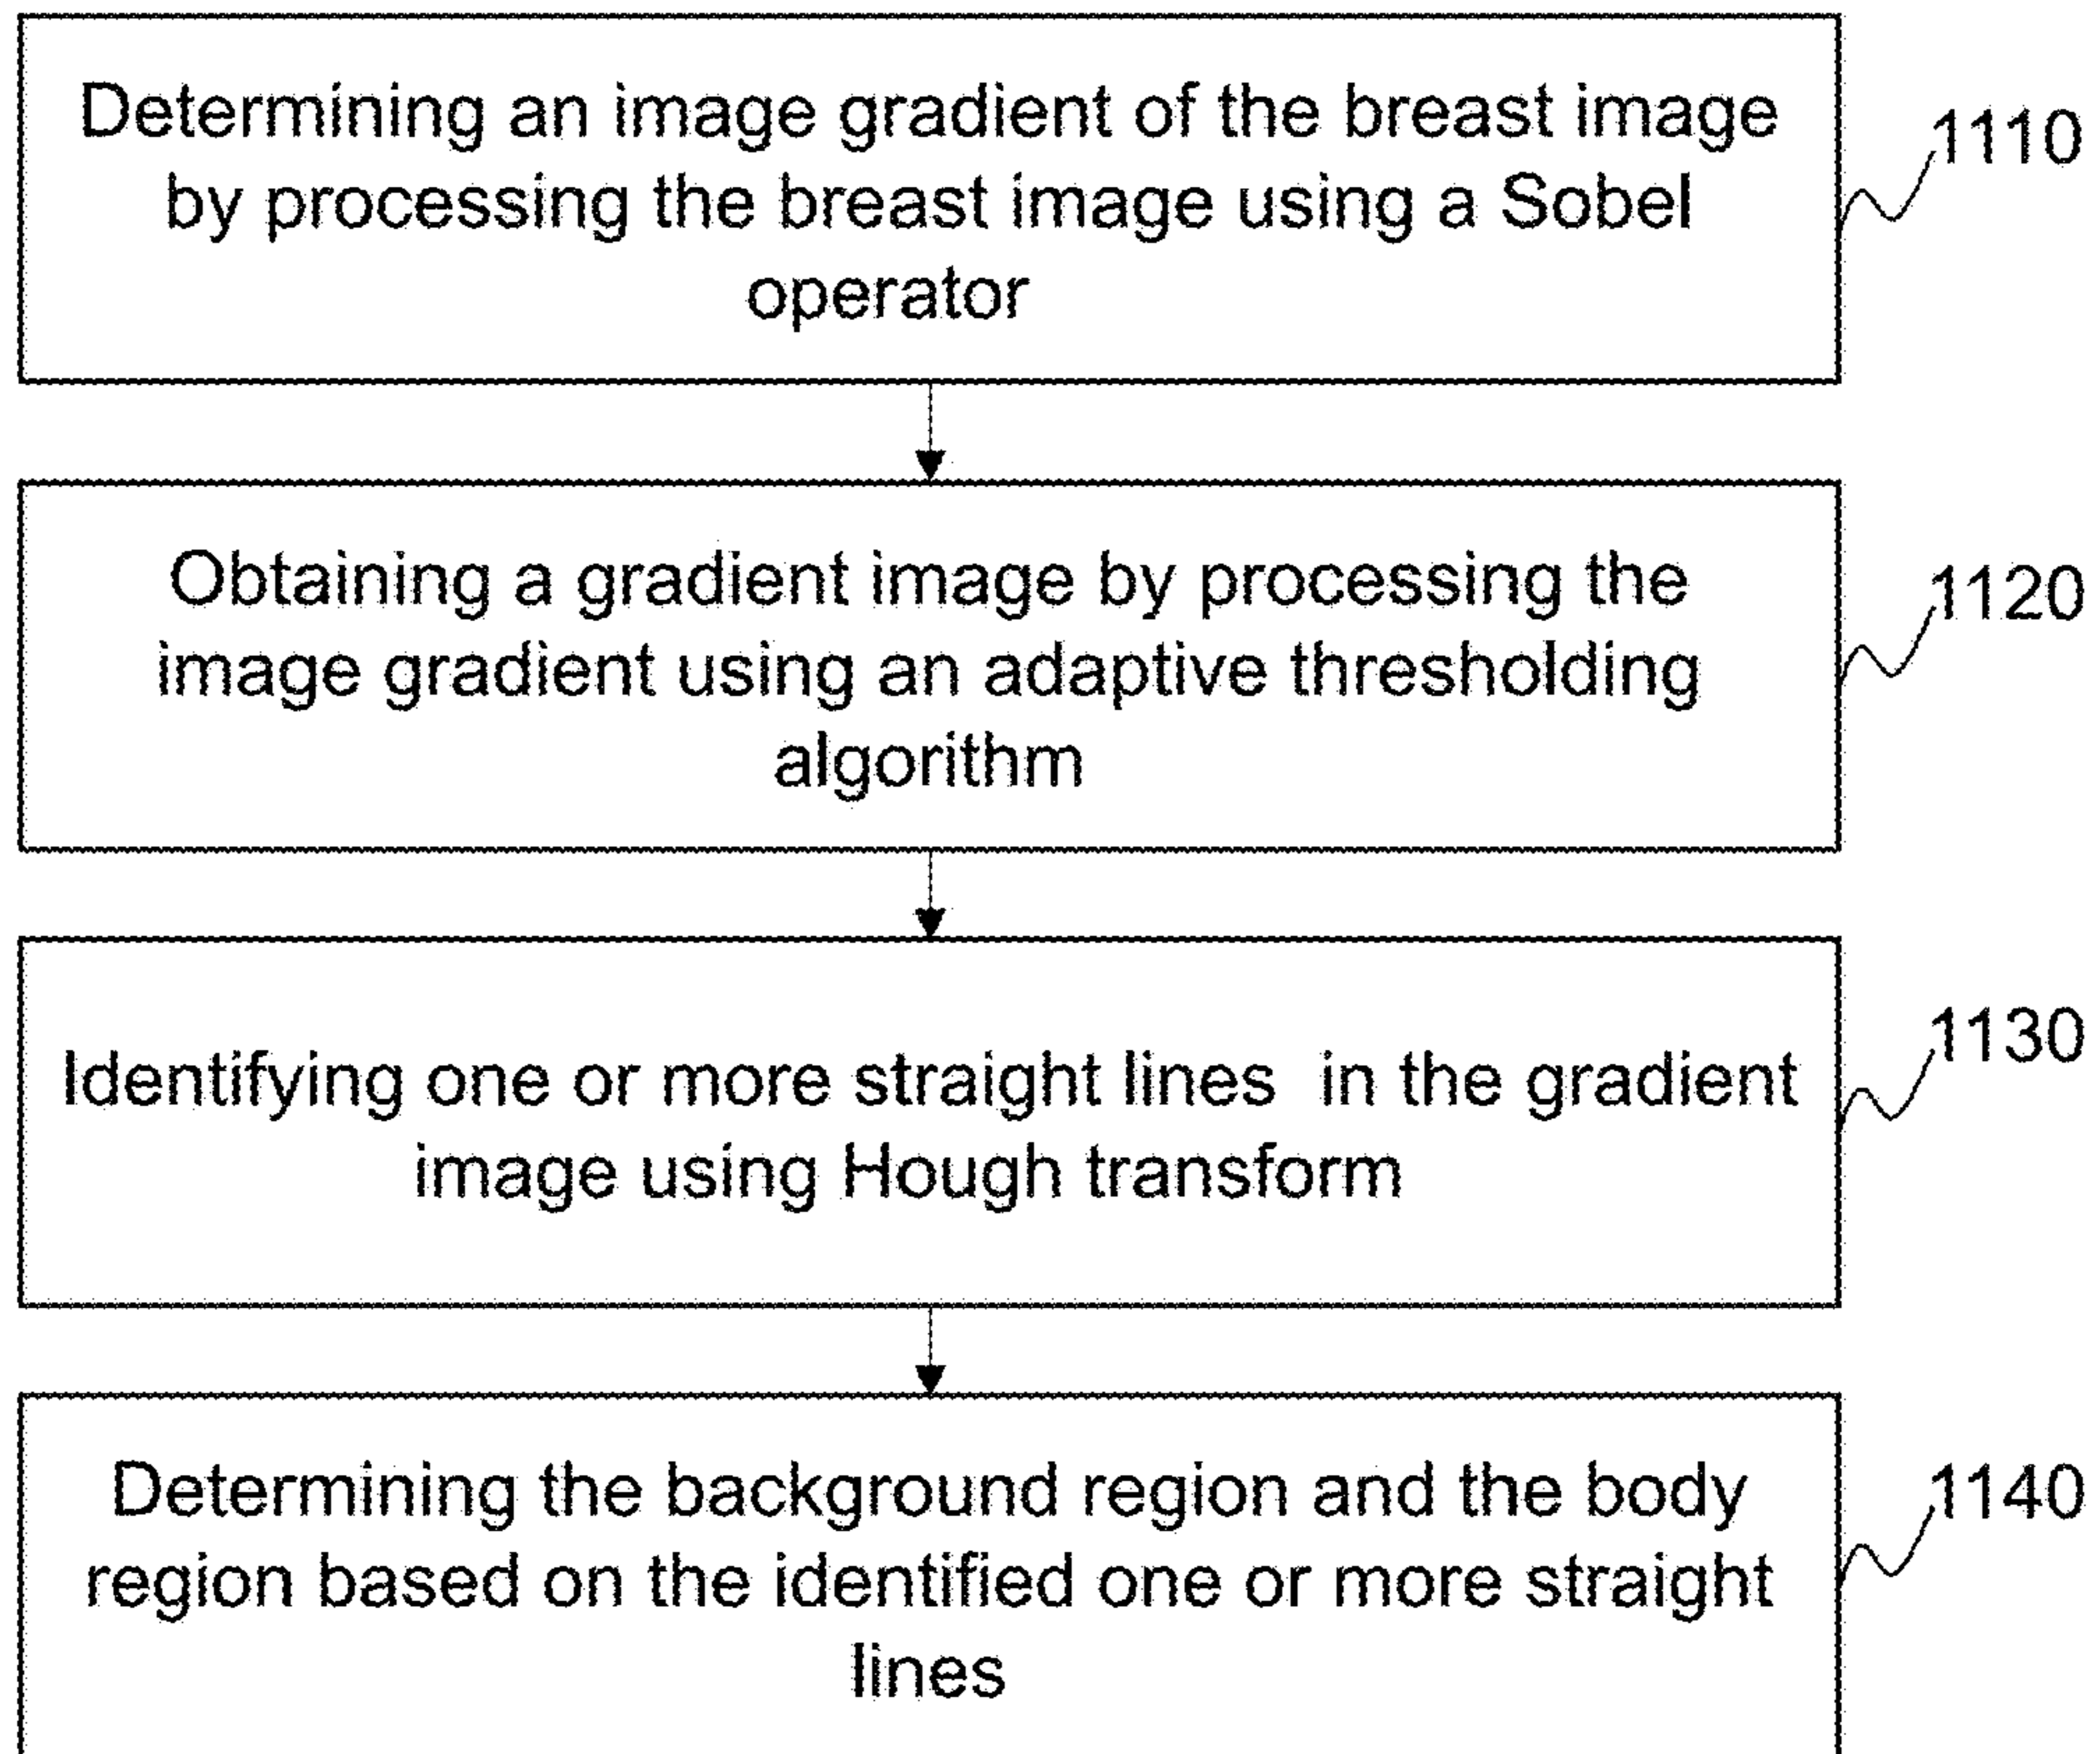 Determining an image gradient of the breast image
by processing the breast image using a Sobel
operator
1110
Obtaining a gradient image by processing the
image gradient using an adaptive thresholding
algorithm
1120
Identifying one or more straight lines in the gradient
image using Hough transform
1130
Determining the background region and the body
region based on the identified one or more straight
lines
1140